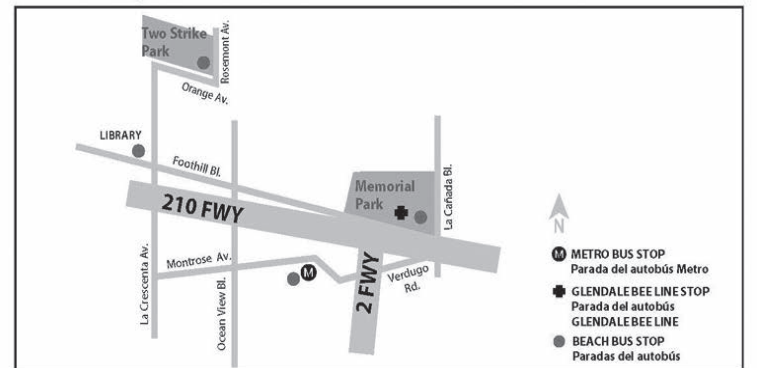 Two Strike
Park
Rosemont Av.
Orange Av.
LIBRARY
Foothill Bl.
Memorial
Park
La Cañada Bl.
210 FWY
N
La Crescenta Av.
Montrose Av.
Ocean View Bl.
M
2 FWY
Verdugo
Rd.
M METRO BUS STOP
Parada del autobús Metro
GLENDALE BEE LINE STOP
Parada del autobús
GLENDALE BEE LINE
BEACH BUS STOP
Paradas del autobús